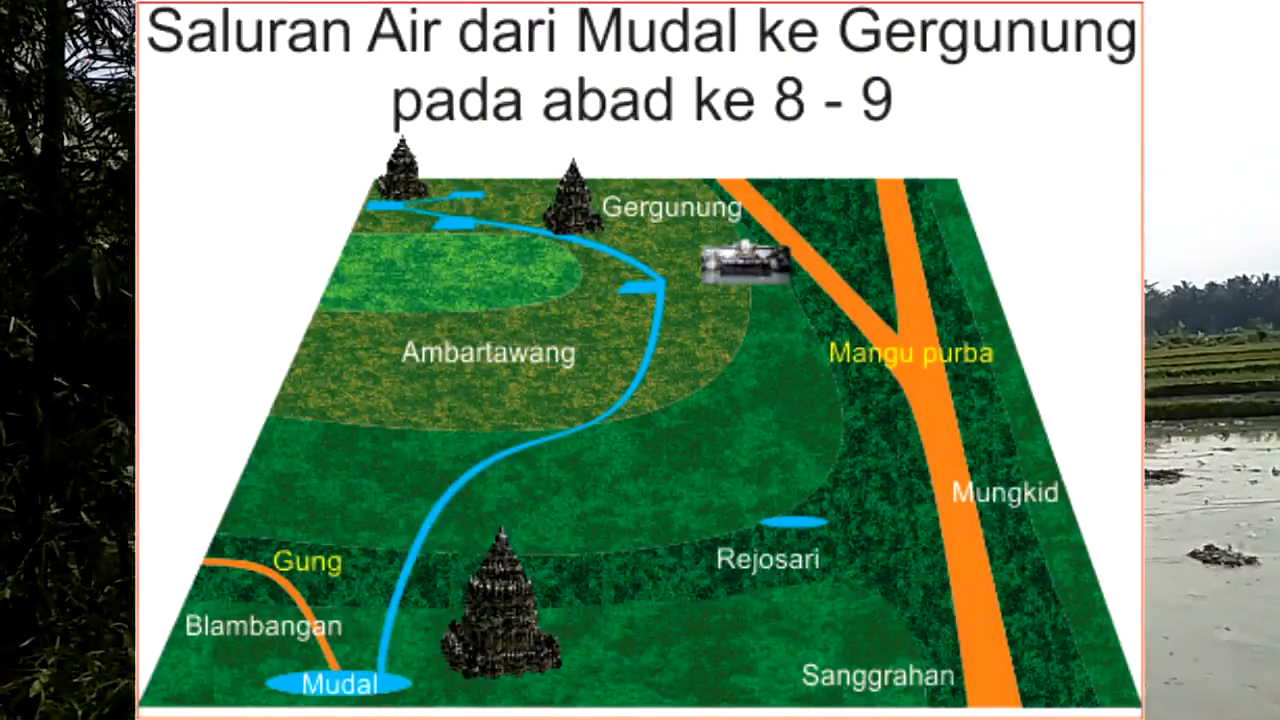 Saluran Air dari Mudal ke Gergunung
pada abad ke 8 - 9
Gergunung
Ambartawang
Mangu purba
Mungkid
Gung
Rejosari
Blambangan
Sanggrahan
Mudal